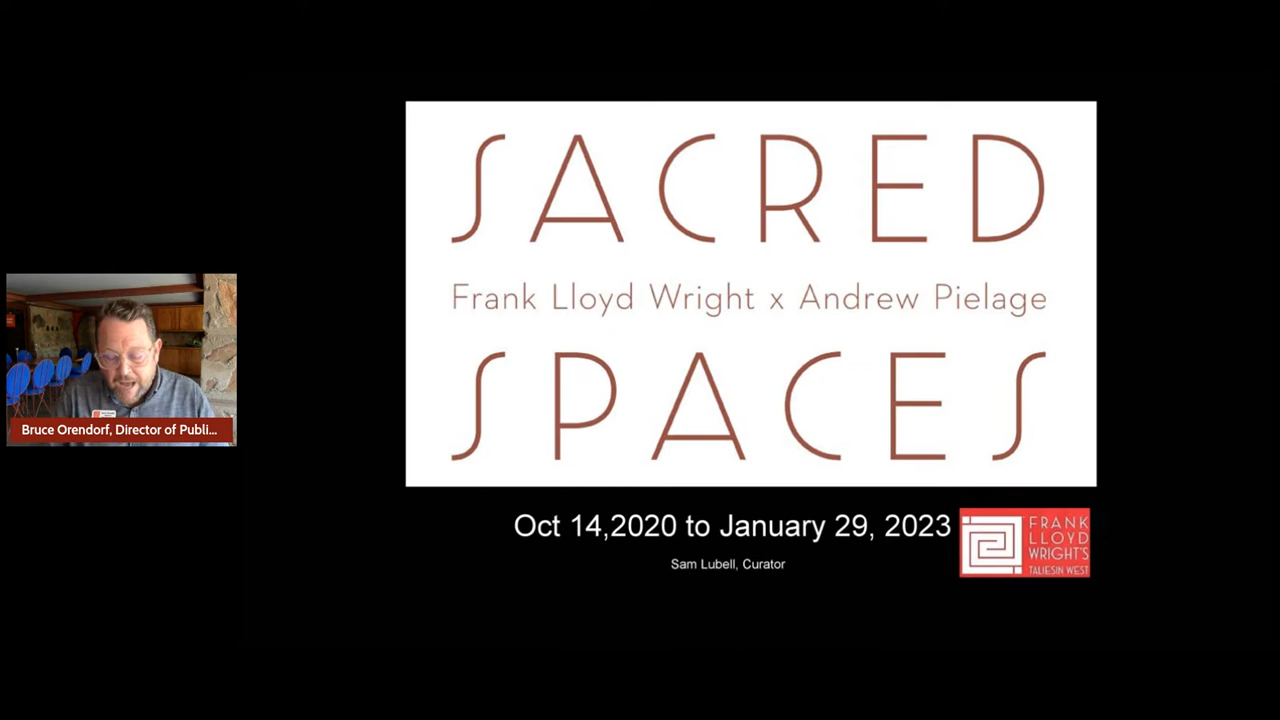 SACRED
Frank Lloyd Wright x Andrew Pielage
SPACES
Oct 14,2020 to January 29, 2023
Sam Lubell, Curator
FRANK
LLOYD
WRIGHT'S
TALIESIN WEST
Bruce Orendorf, Director of Publi...